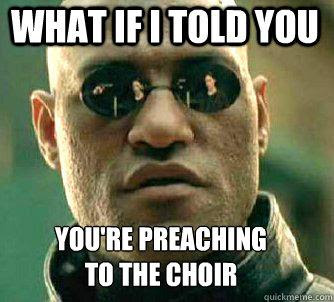 WHAT IF I TOLD YOU
YOU'RE PREACHING
TO THE CHOIR
quickmeme.com